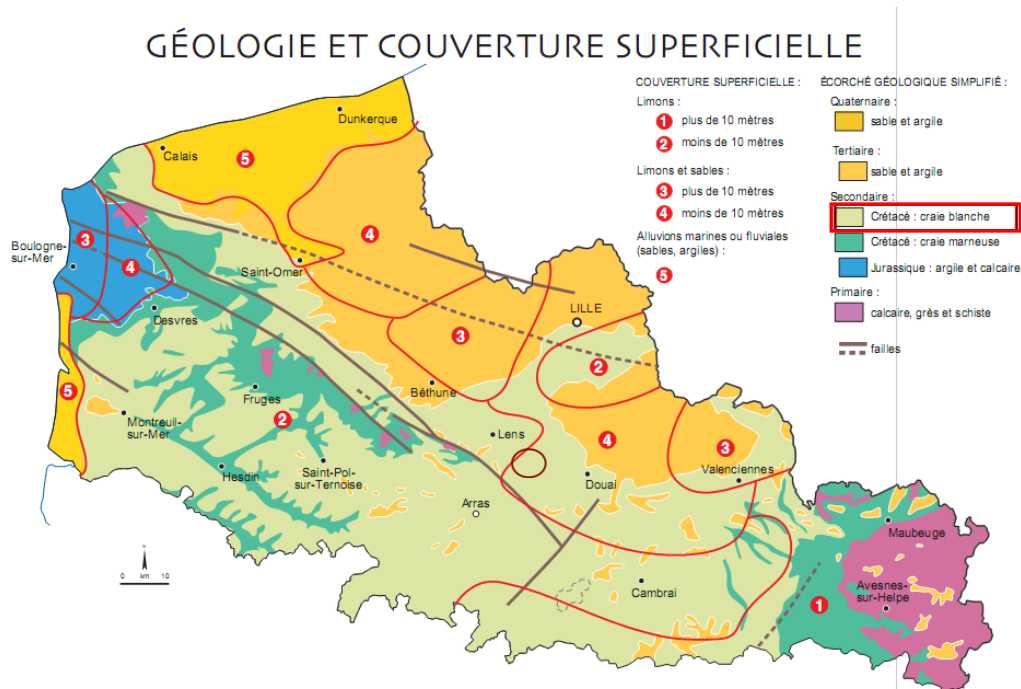 GÉOLOGIE ET COUVERTURE SUPERFICIELLE
COUVERTURE SUPERFICIELLE :
Limons :
1 plus de 10 mètres
2 moins de 10 mètres
Limons et sables :
3 plus de 10 mètres
4 moins de 10 mètres
Alluvions marines ou fluviales
(sables, argiles) :
5
ÉCORCHÉ GÉOLOGIQUE SIMPLIFIÉ :
Quaternaire :
sable et argile
Tertiaire :
sable et argile
Secondaire :
Crétacé : craie blanche
Crétacé : craie marneuse
Jurassique : argile et calcaire
Primaire :
calcaire, grès et schiste
failles
Dunkerque
Calais
5
4
3
Boulogne-
sur-Mer
4
Saint-Omer
Desvres
LILLE
3
2
5
Béthune
Fruges
Montreuil-
sur-Mer
2
Lens
4
3
Hesdin
Saint-Pol-
sur-Ternoise
Douai
Valenciennes
Arras
Maubeuge
N
0 km 10
Cambrai
Avesnes-
sur-Helpe
1